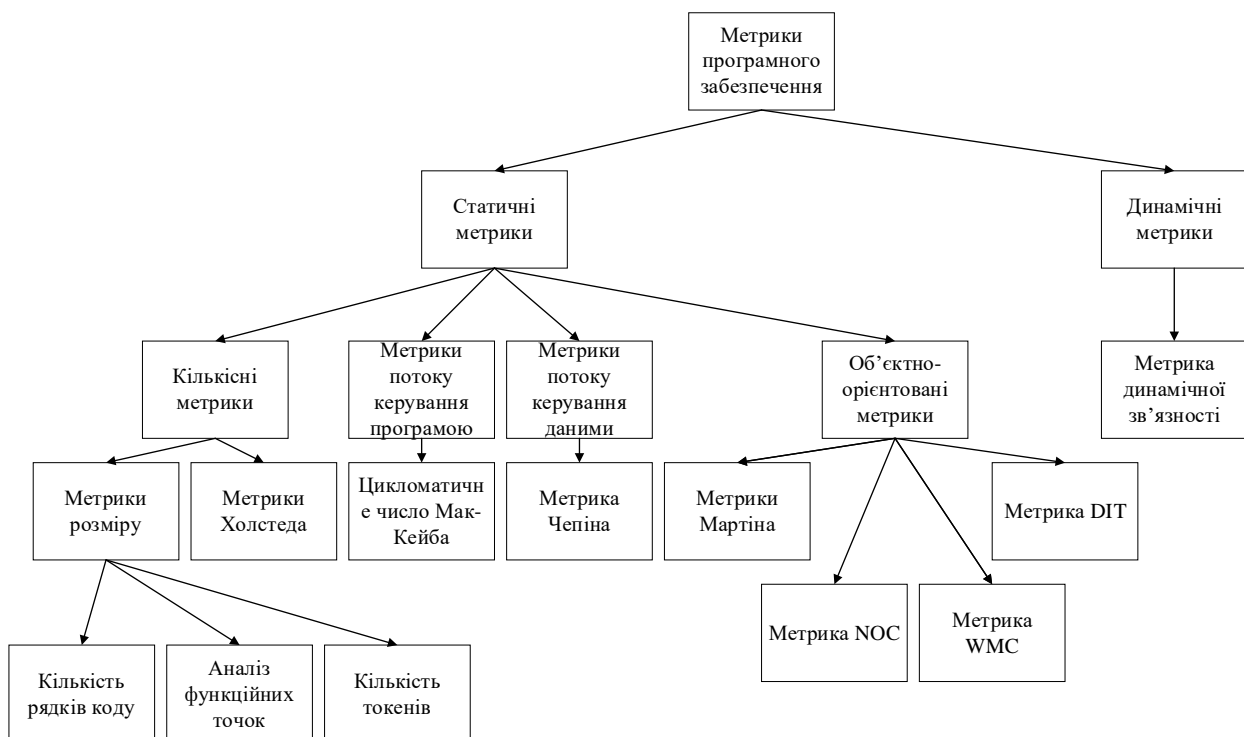 Метрики
програмного
забезпечення
Статичні
метрики
Динамічні
метрики
Кількісні
метрики
Метрики
потоку
керування
програмою
Метрики
потоку
керування
даними
Об’єктно-
орієнтовані
метрики
Метрика
динамічної
зв’язності
Метрики
розміру
Метрики
Холстеда
Цикломатичн
е число Мак-
Кейба
Метрика
Чепіна
Метрики
Мартіна
Метрика DIT
Метрика NOC
Метрика
WMC
Кількість
рядків коду
Аналіз
функційних
точок
Кількість
токенів